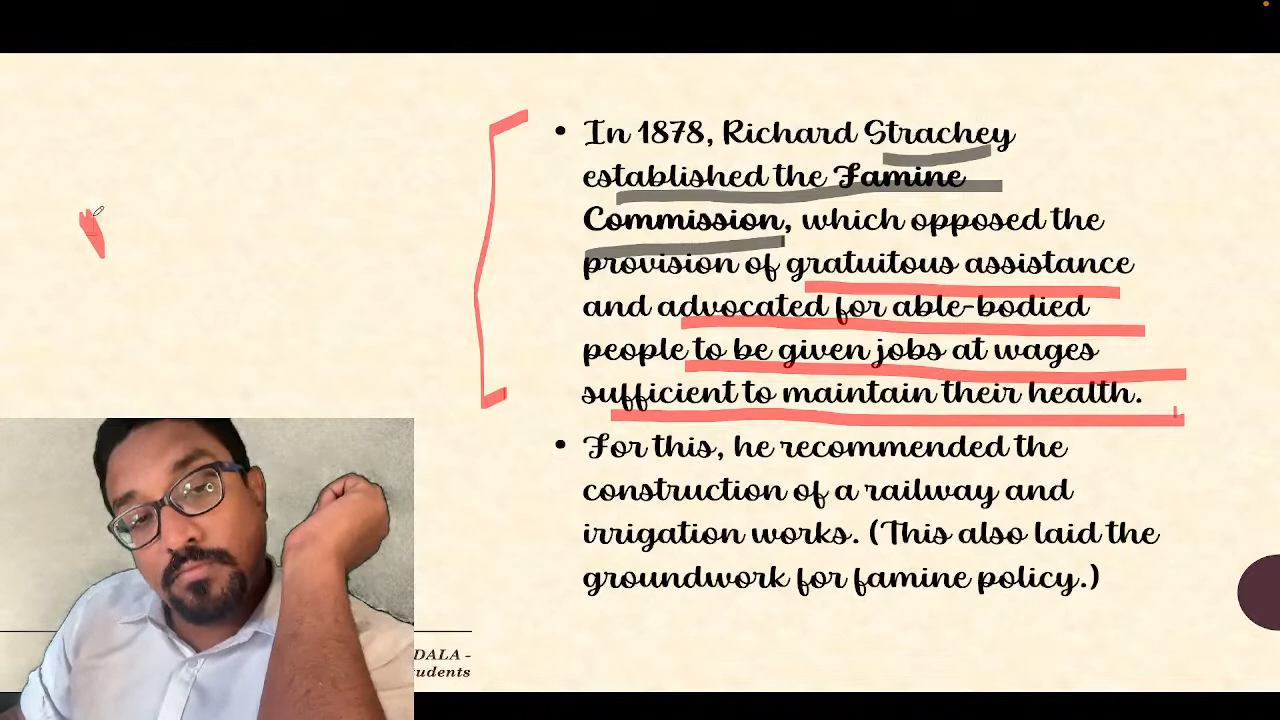 In 1878, Richard Strachey
established the Famine
Commission, which opposed the
provision of gratuitous assistance
and advocated for able-bodied
people to be given jobs at wages
sufficient to maintain their health.
For this, he recommended the
construction of a railway and
irrigation works. (This also laid the
groundwork for famine policy.)
DALA -
udents